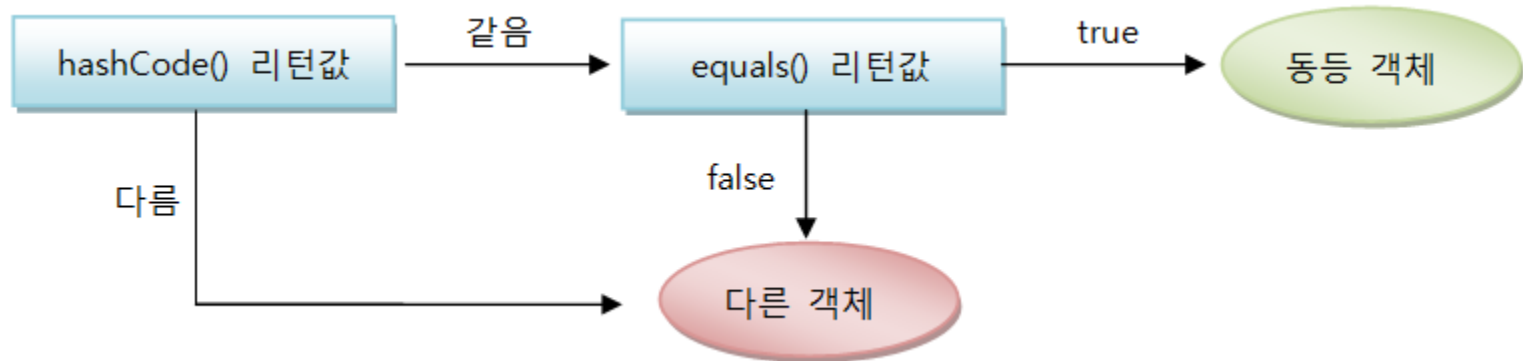 hashCode() 리턴값
같음
equals() 리턴값
true
동등 객체
다름
false
다른 객체